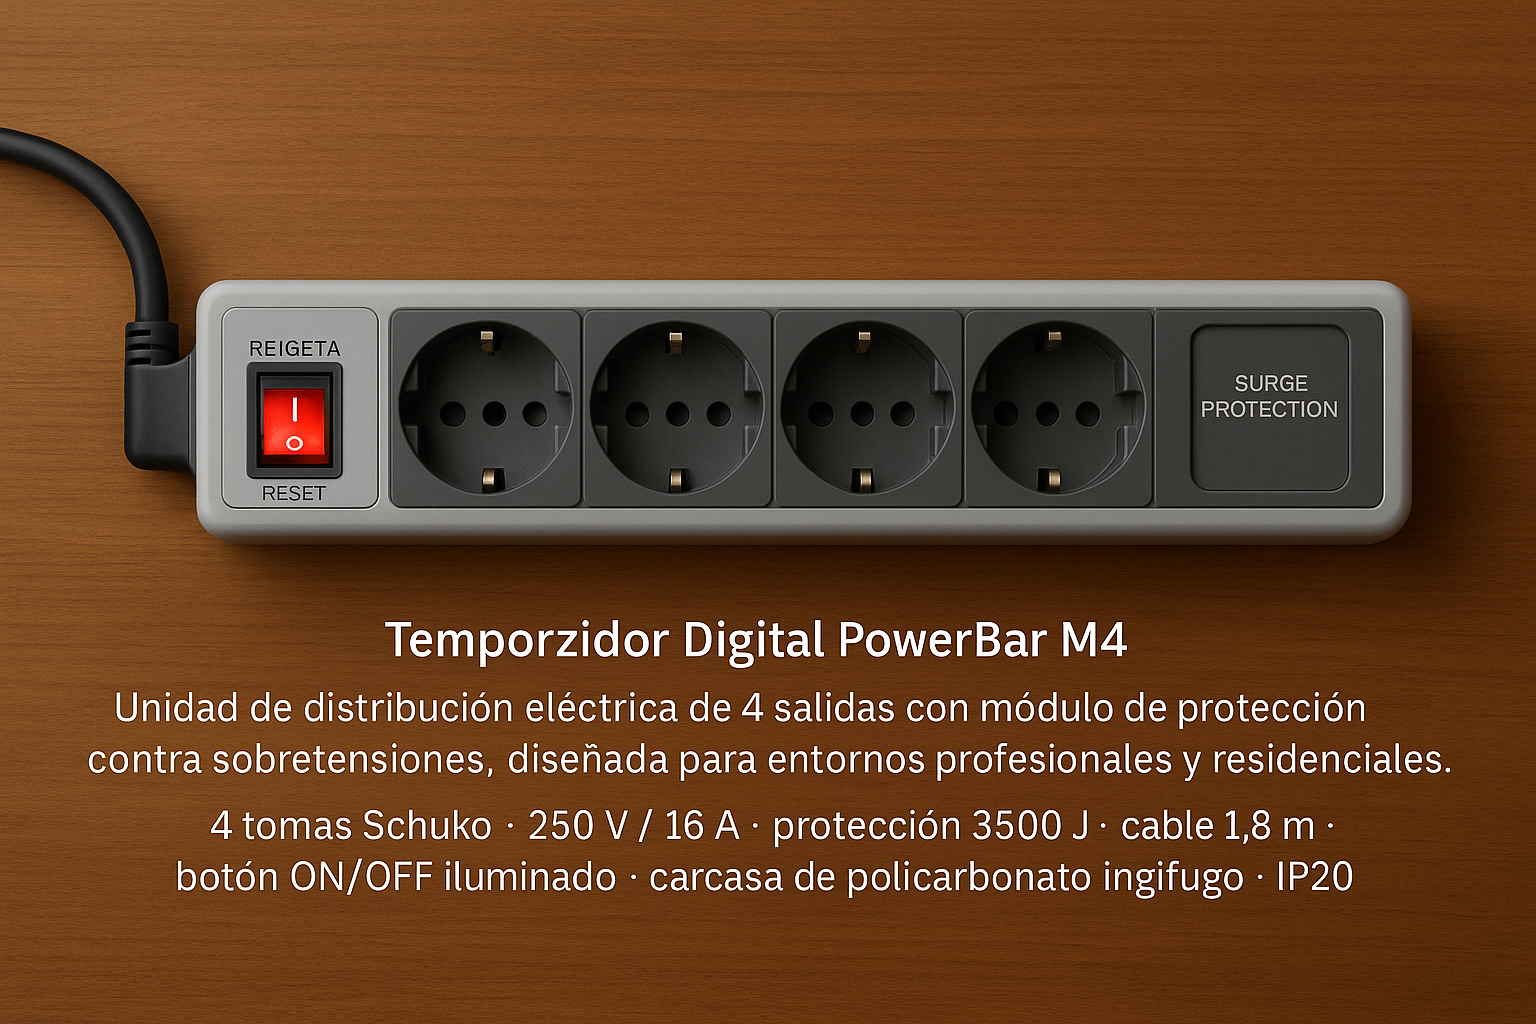 REIGETA
RESET
SURGE
PROTECTION
Temporzidor Digital PowerBar M4
Unidad de distribución eléctrica de 4 salidas con módulo de protección
contra sobretensiones, diseñada para entornos profesionales y residenciales.
4 tomas Schuko · 250 V / 16 A · protección 3500 J · cable 1,8 m ·
botón ON/OFF iluminado · carcasa de policarbonato ingifugo · IP20